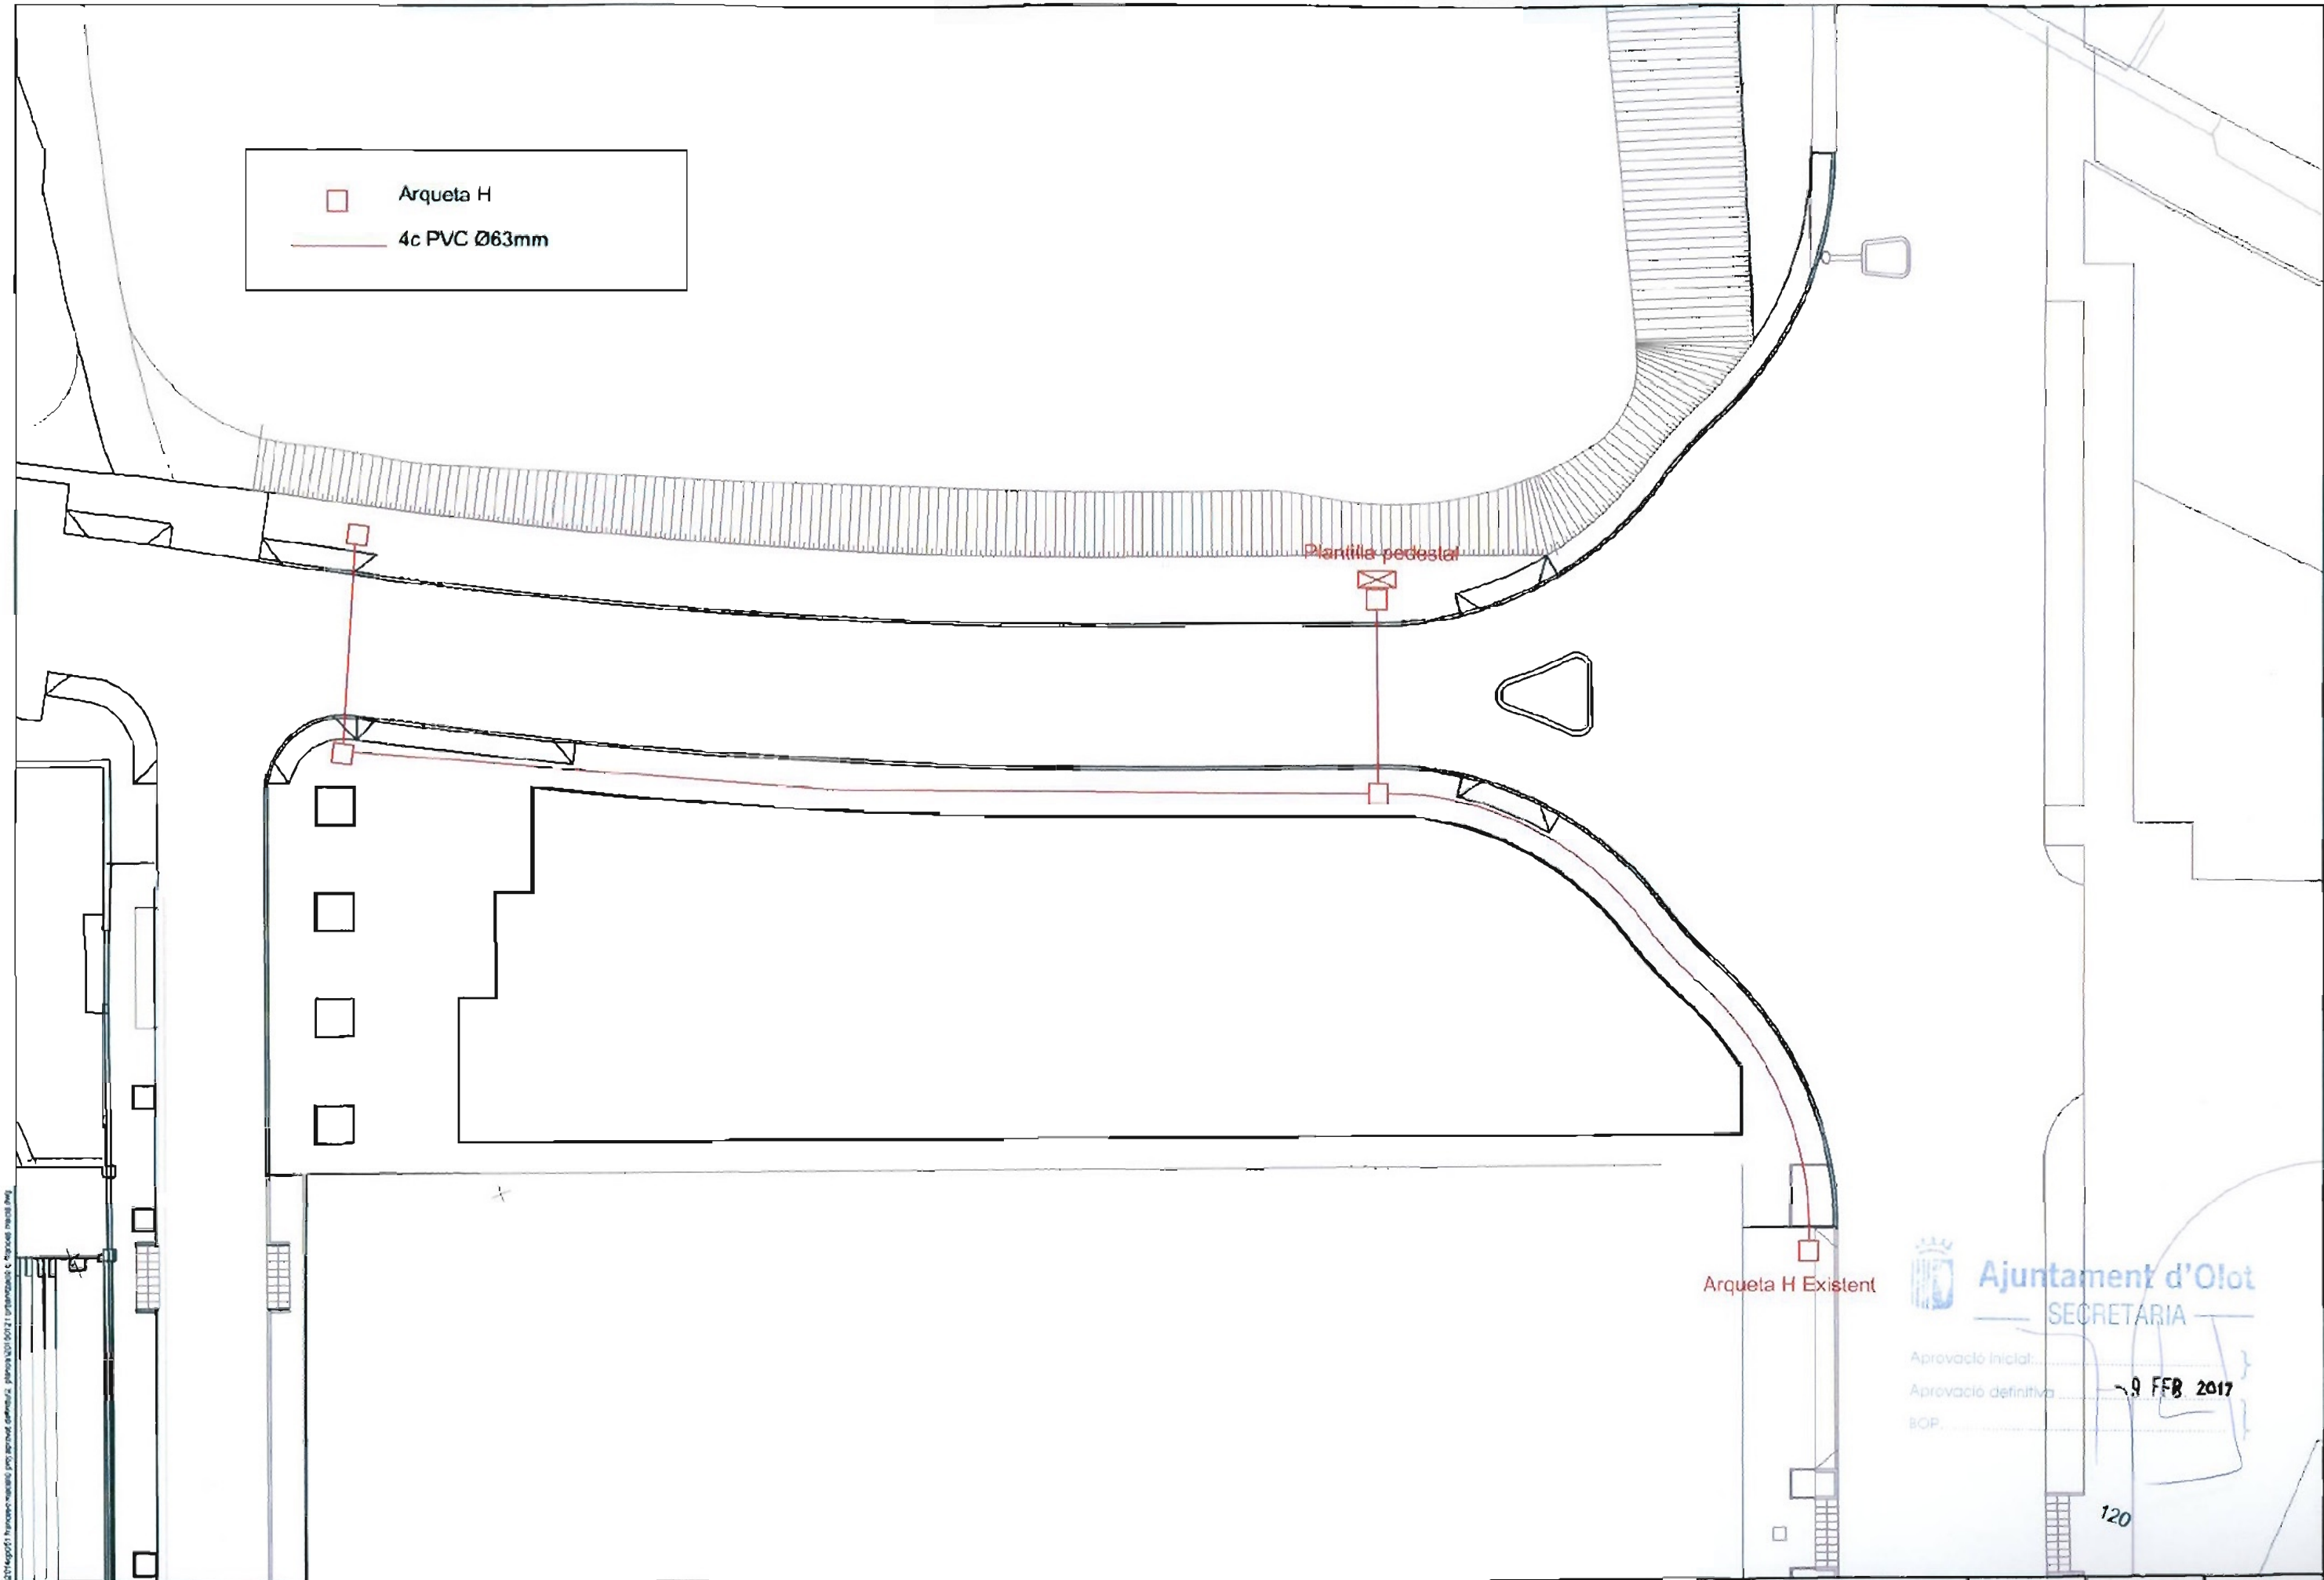 Arqueta H
4c PVC Ø63mm
Plantilla pedestal
Arqueta H Existent
Ajuntament d'Olot
SECRETARIA
Aprovació inicial:
Aprovació definitiva
9 FEB 2017
BOP:
120